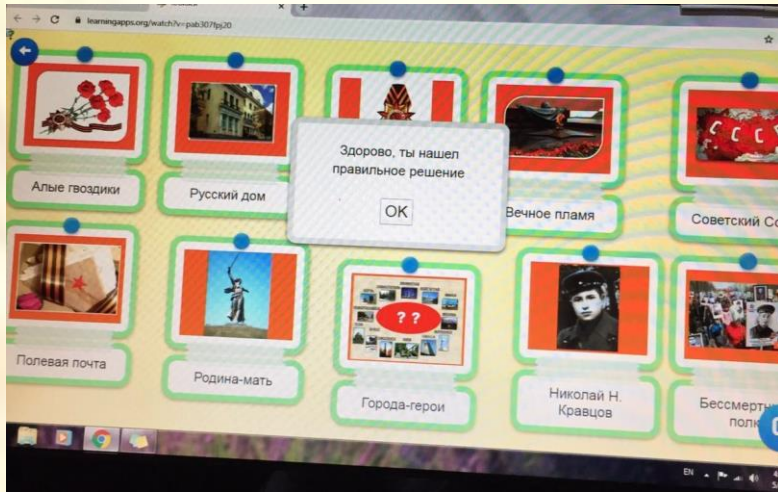 learningapps.org/watch?v=pab307fpj20
Здорово, ты нашел
правильное решение
OK
Алые гвоздики
Русский дом
Вечное пламя
Советский Со
С С С
Полевая почта
Родина-мать
? ?
Города-герои
Николай Н.
Кравцов
Бессмертн
полк
EN